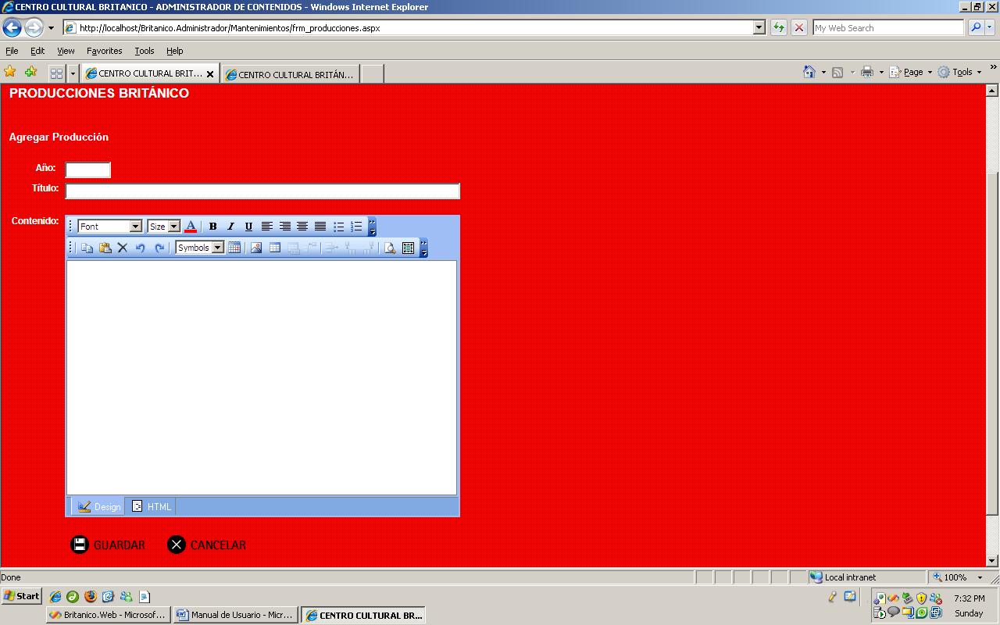 CENTRO CULTURAL BRITANICO - ADMINISTRADOR DE CONTENIDOS - Windows Internet Explorer
http://localhost/Britanico.Administrador/Mantenimientos/frm_producciones.aspx
My Web Search
File Edit View Favorites Tools Help
CENTRO CULTURAL BRIT... CENTRO CULTURAL BRITÁN... Page Tools
PRODUCCIONES BRITÁNICO
Agregar Producción
Año:
Título:
Contenido:
Font Size A B I U
Symbols
Design HTML
GUARDAR CANCELAR
Done Local intranet 100%
Start 7:32 PM
Britanico.Web - Microsof... Manual de Usuario - Micr... CENTRO CULTURAL BR... Sunday